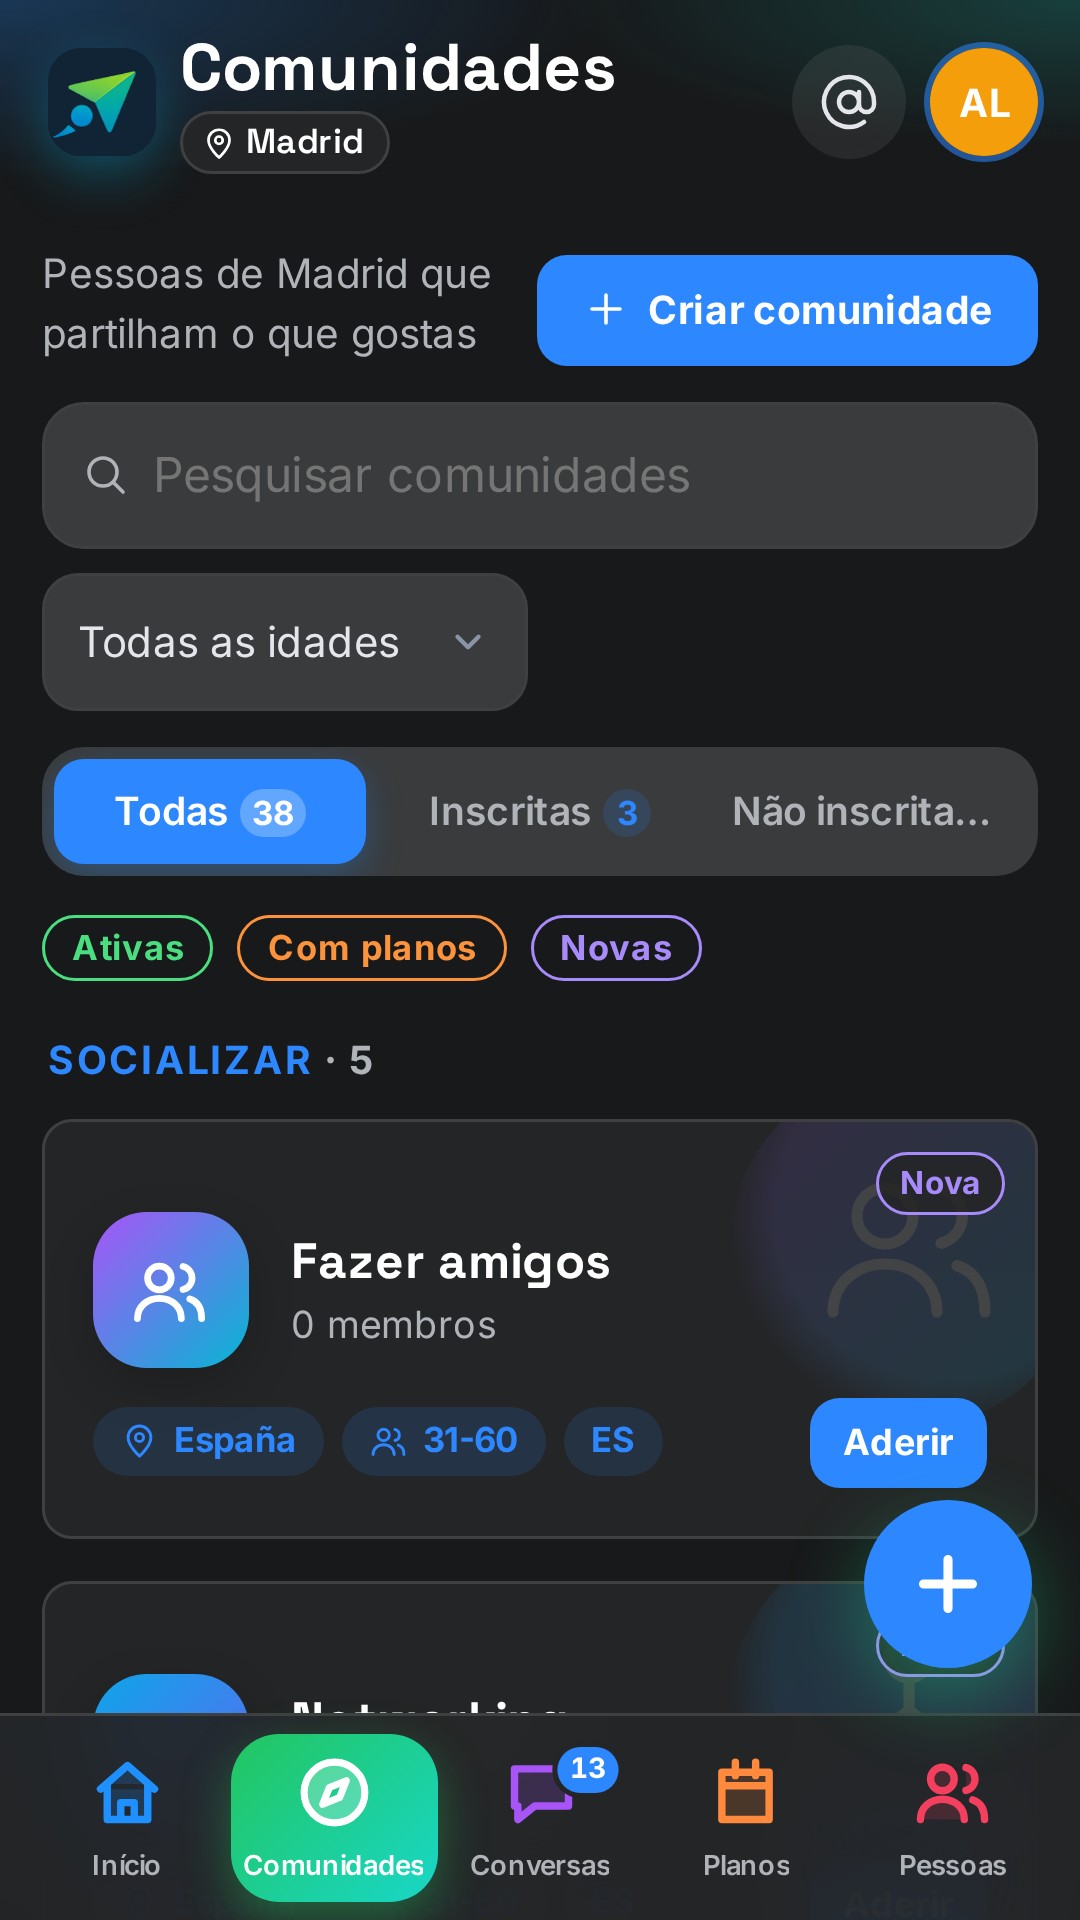 Comunidades
Madrid
AL
Pessoas de Madrid que
partilham o que gostas
Criar comunidade
Pesquisar comunidades
Todas as idades
Todas 38
Inscritas 3
Não inscrita...
Ativas
Com planos
Novas
SOCIALIZAR · 5
Nova
Fazer amigos
0 membros
España
31-60
ES
Aderir
Networking
13
Início
Comunidades
Conversas
Planos
Pessoas